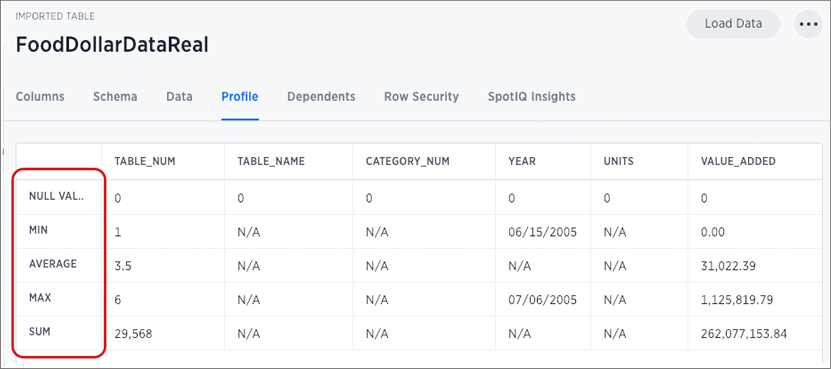 IMPORTED TABLE
FoodDollarDataReal
Load Data
Columns Schema Data Profile Dependents Row Security SpotIQ Insights
TABLE_NUM TABLE_NAME CATEGORY_NUM YEAR UNITS VALUE_ADDED
NULL VAL.. 0 0 0 0 0 0
MIN 1 N/A N/A 06/15/2005 N/A 0.00
AVERAGE 3.5 N/A N/A N/A N/A 31,022.39
MAX 6 N/A N/A 07/06/2005 N/A 1,125,819.79
SUM 29,568 N/A N/A N/A N/A 262,077,153.84